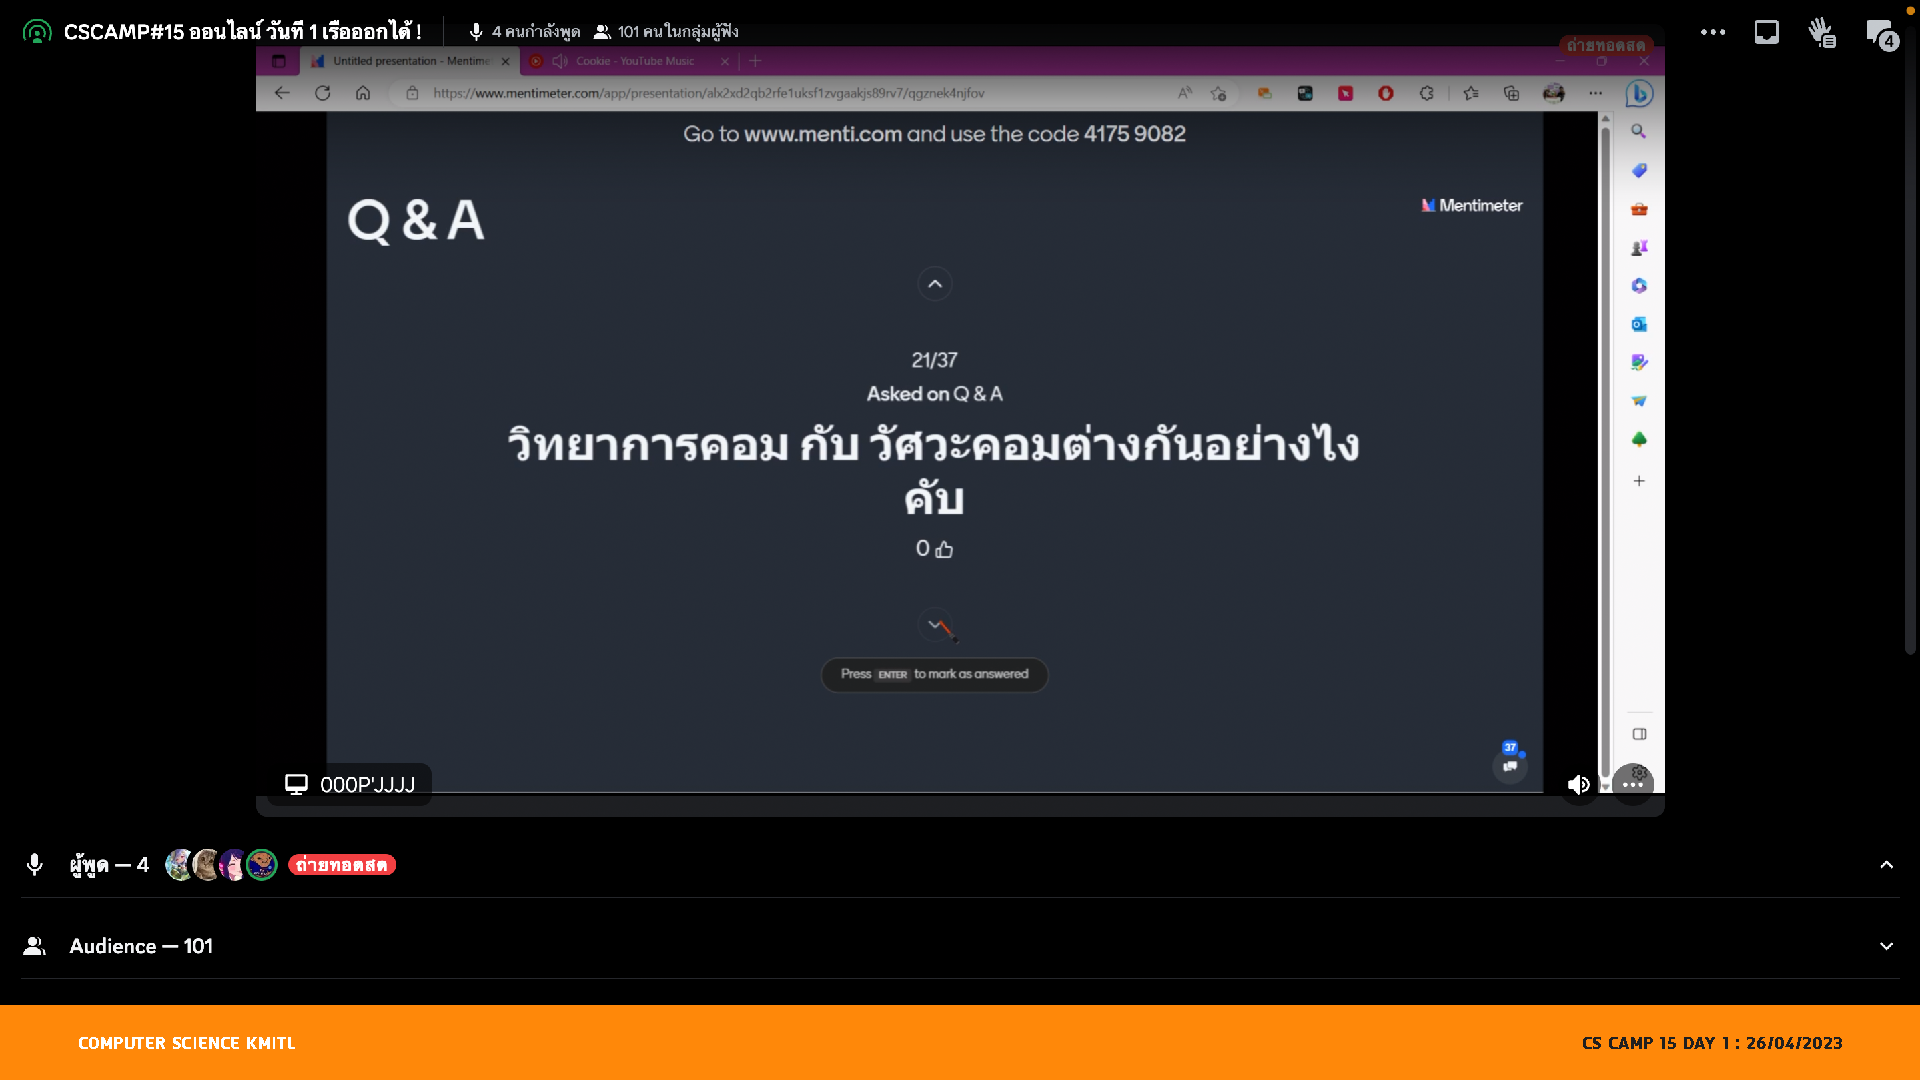 CSCAMP#15 ออนไลน์ วันที่ 1 เรือออกได้ ! 4 คนกำลังพูด 101 คน ในกลุ่มผู้ฟัง
4
ถ่ายทอดสด
Untitled presentation - Mentime Cookie - YouTube Music
https://www.mentimeter.com/app/presentation/alx2xd2qb2rfe1uksf1zvgaakjs89rv7/qgznek4njfov
Go to www.menti.com and use the code 4175 9082
Q & A
Mentimeter
21/37
Asked on Q & A
วิทยาการคอม กับ วัศวะคอมต่างกันอย่างไง
คับ
0
Press ENTER to mark as answered
37
000P'JJJJ
ผู้พูด — 4 ถ่ายทอดสด
Audience — 101
COMPUTER SCIENCE KMITL
CS CAMP 15 DAY 1 : 26/04/2023